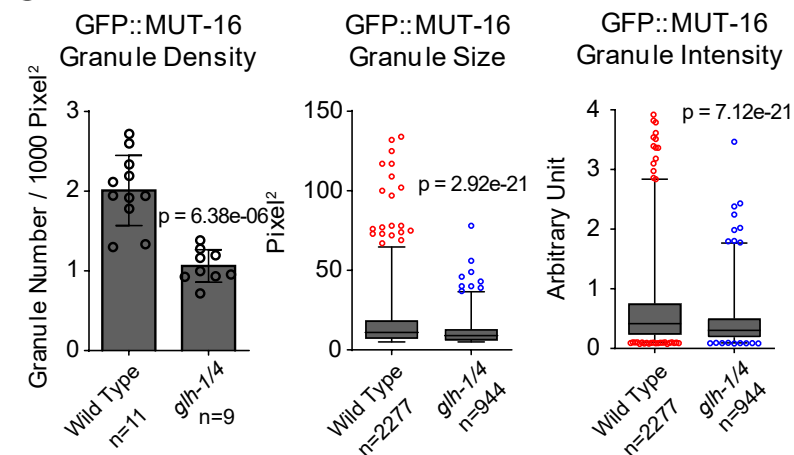 GFP::MUT-16
Granule Density
Granule Number / 1000 Pixel²
3
2
1
0
p = 6.38e-06
Wild Type
n=11
glh-1/4
n=9
GFP::MUT-16
Granule Size
Pixel²
150
100
50
0
p = 2.92e-21
Wild Type
n=2277
glh-1/4
n=944
GFP::MUT-16
Granule Intensity
Arbitrary Unit
4
3
2
1
0
p = 7.12e-21
Wild Type
n=2277
glh-1/4
n=944